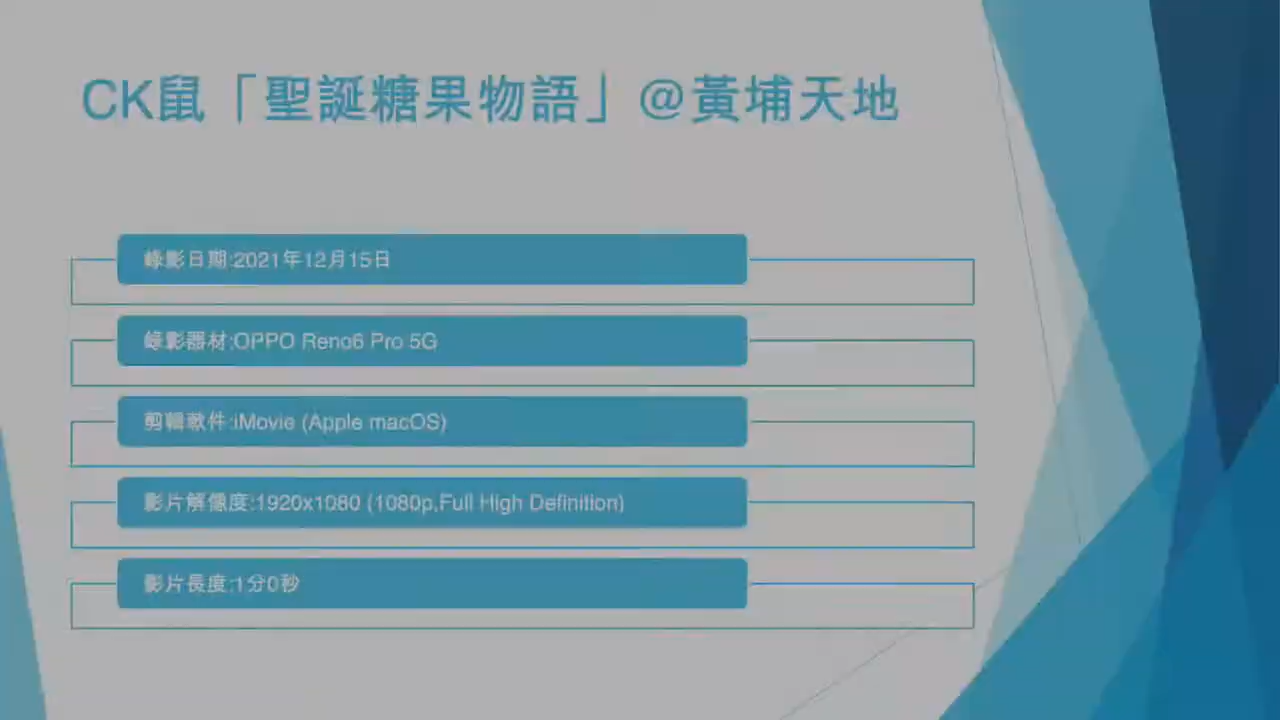 CK鼠「聖誕糖果物語」@黃埔天地
錄影日期:2021年12月15日
錄影器材:OPPO Reno6 Pro 5G
剪輯軟件:iMovie (Apple macOS)
影片解像度:1920x1080 (1080p,Full High Definition)
影片長度:1分0秒